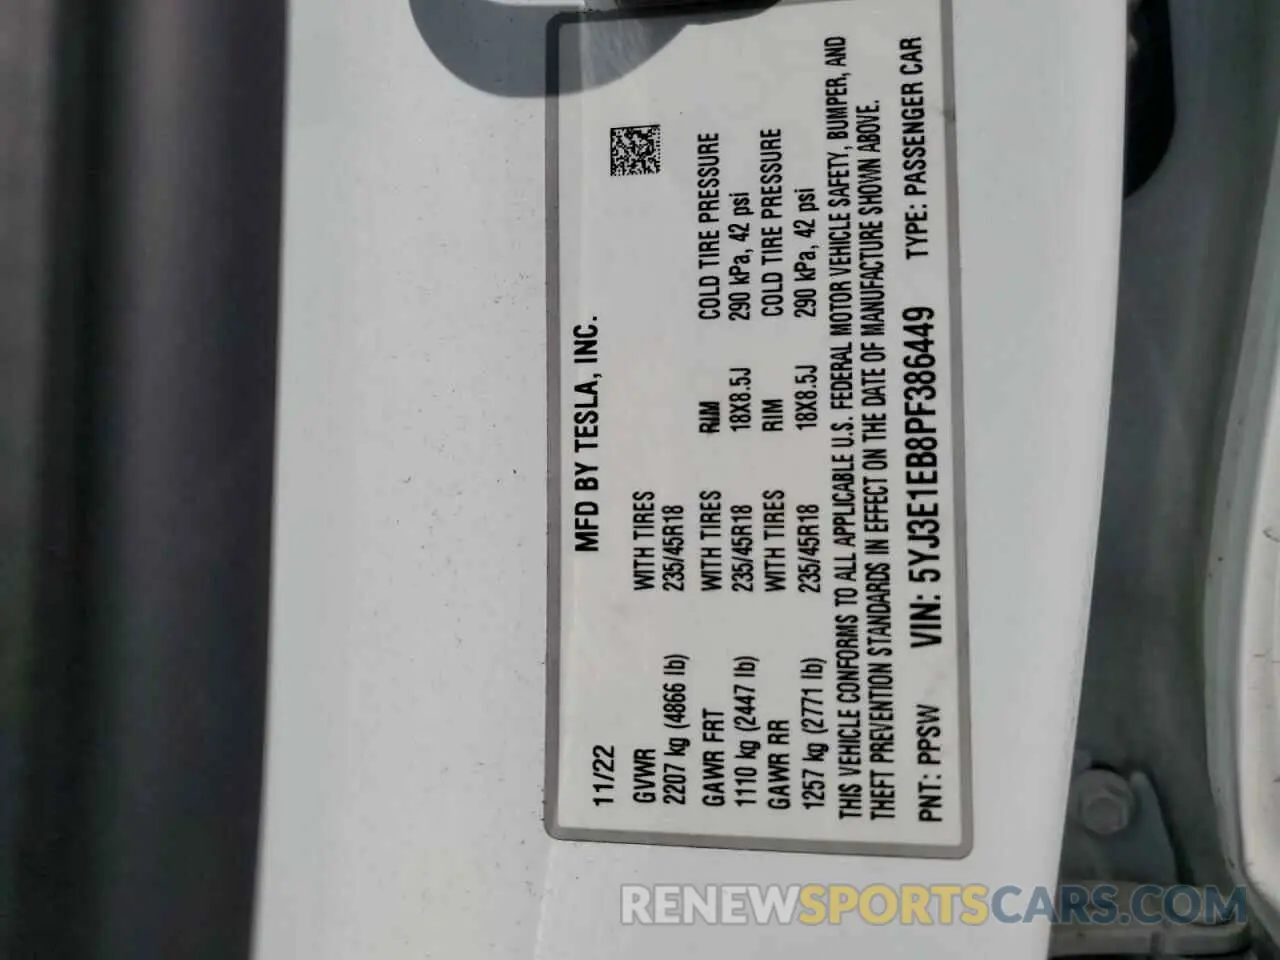 MFD BY TESLA, INC.
11/22
GVWR WITH TIRES
2207 kg (4866 lb) 235/45R18
GAWR FRT WITH TIRES RIM COLD TIRE PRESSURE
1110 kg (2447 lb) 235/45R18 18X8.5J 290 kPa, 42 psi
GAWR RR WITH TIRES RIM COLD TIRE PRESSURE
1257 kg (2771 lb) 235/45R18 18X8.5J 290 kPa, 42 psi
THIS VEHICLE CONFORMS TO ALL APPLICABLE U.S. FEDERAL MOTOR VEHICLE SAFETY, BUMPER, AND
THEFT PREVENTION STANDARDS IN EFFECT ON THE DATE OF MANUFACTURE SHOWN ABOVE.
PNT: PPSW VIN: 5YJ3E1EB8PF386449 TYPE: PASSENGER CAR
RENEWSPORTSCARS.COM